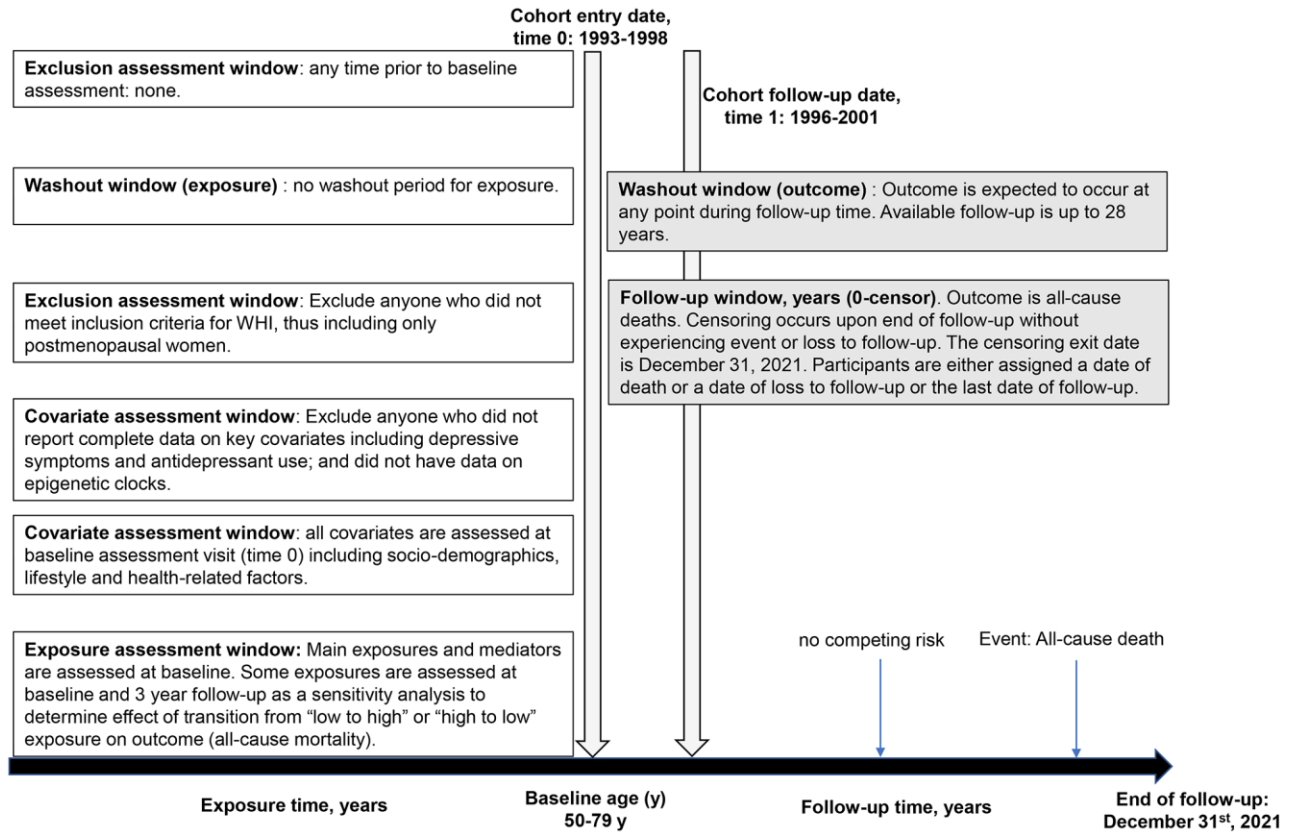 Cohort entry date,
time 0: 1993-1998
Exclusion assessment window: any time prior to baseline
assessment: none.
Cohort follow-up date,
time 1: 1996-2001
Washout window (exposure) : no washout period for exposure.
Washout window (outcome) : Outcome is expected to occur at
any point during follow-up time. Available follow-up is up to 28
years.
Exclusion assessment window: Exclude anyone who did not
meet inclusion criteria for WHI, thus including only
postmenopausal women.
Follow-up window, years (0-censor). Outcome is all-cause
deaths. Censoring occurs upon end of follow-up without
experiencing event or loss to follow-up. The censoring exit date
is December 31, 2021. Participants are either assigned a date of
death or a date of loss to follow-up or the last date of follow-up.
Covariate assessment window: Exclude anyone who did not
report complete data on key covariates including depressive
symptoms and antidepressant use; and did not have data on
epigenetic clocks.
Covariate assessment window: all covariates are assessed at
baseline assessment visit (time 0) including socio-demographics,
lifestyle and health-related factors.
Exposure assessment window: Main exposures and mediators
are assessed at baseline. Some exposures are assessed at
baseline and 3 year follow-up as a sensitivity analysis to
determine effect of transition from “low to high” or “high to low”
exposure on outcome (all-cause mortality).
no competing risk
Event: All-cause death
Exposure time, years
Baseline age (y)
50-79 y
Follow-up time, years
End of follow-up:
December 31st, 2021